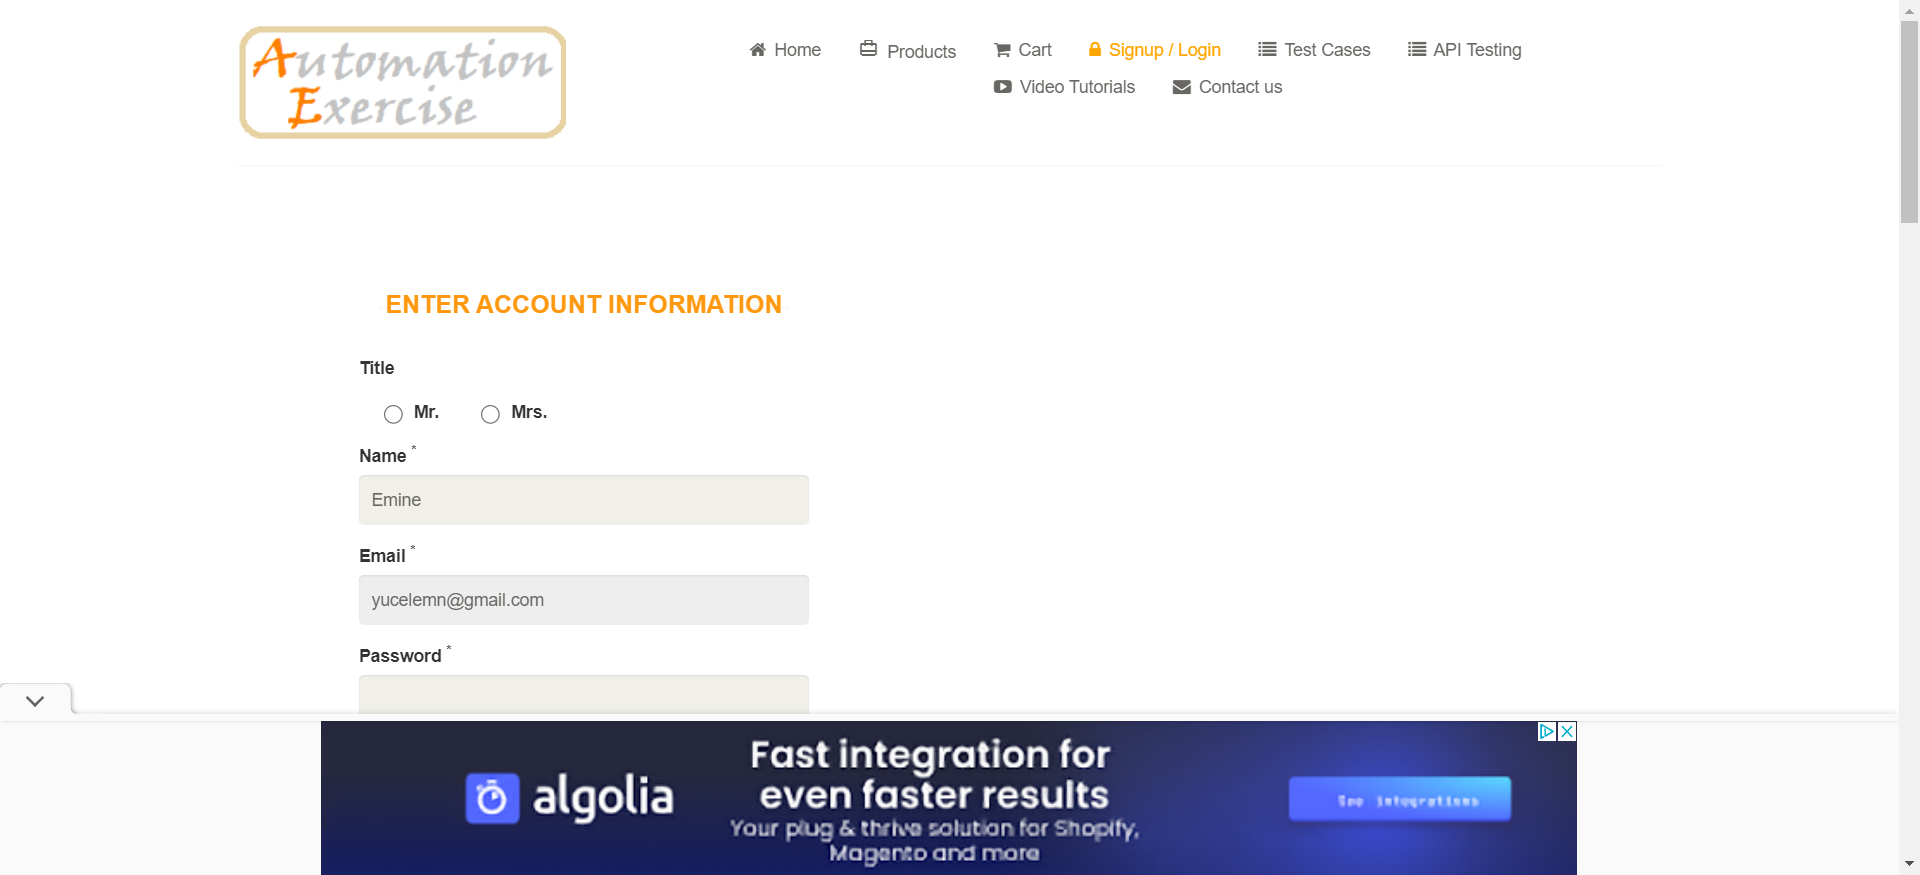 Automation
Exercise
Home Products Cart Signup / Login Test Cases API Testing
Video Tutorials Contact us
ENTER ACCOUNT INFORMATION
Title
Mr. Mrs.
Name *
Emine
Email *
yucelemn@gmail.com
Password *
algolia
Fast integration for
even faster results
Your plug & thrive solution for Shopify,
Magento and more
See integrations